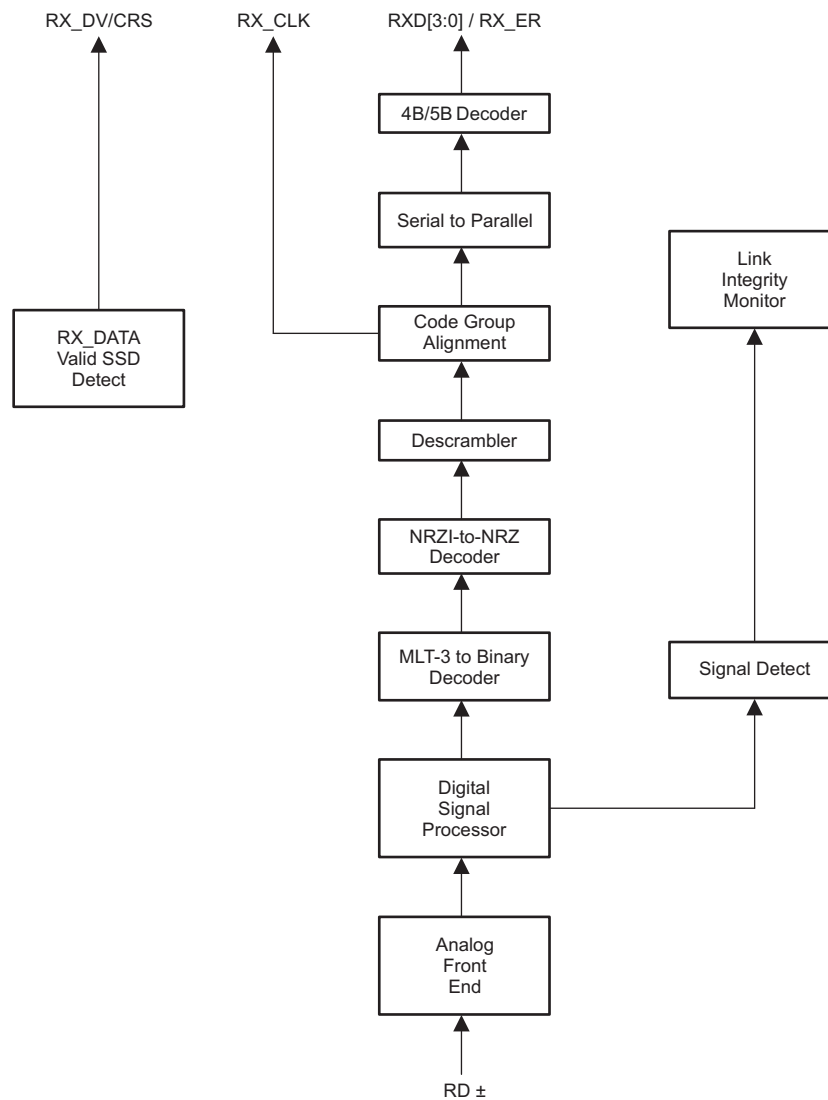 RX_DV/CRS
RX_CLK
RXD[3:0] / RX_ER
4B/5B Decoder
Serial to Parallel
Link
Integrity
Monitor
RX_DATA
Valid SSD
Detect
Code Group
Alignment
Descrambler
NRZI-to-NRZ
Decoder
MLT-3 to Binary
Decoder
Signal Detect
Digital
Signal
Processor
Analog
Front
End
RD ±